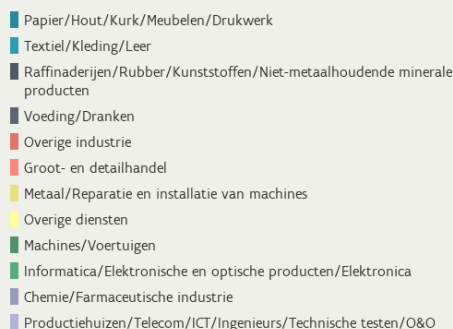 Papier/Hout/Kurk/Meubelen/Drukwerk
Textiel/Kleding/Leer
Raffinaderijen/Rubber/Kunststoffen/Niet-metaalhoudende minerale
producten
Voeding/Dranken
Overige industrie
Groot- en detailhandel
Metaal/Reparatie en installatie van machines
Overige diensten
Machines/Voertuigen
Informatica/Elektronische en optische producten/Elektronica
Chemie/Farmaceutische industrie
Productiehuizen/Telecom/ICT/Ingenieurs/Technische testen/O&O